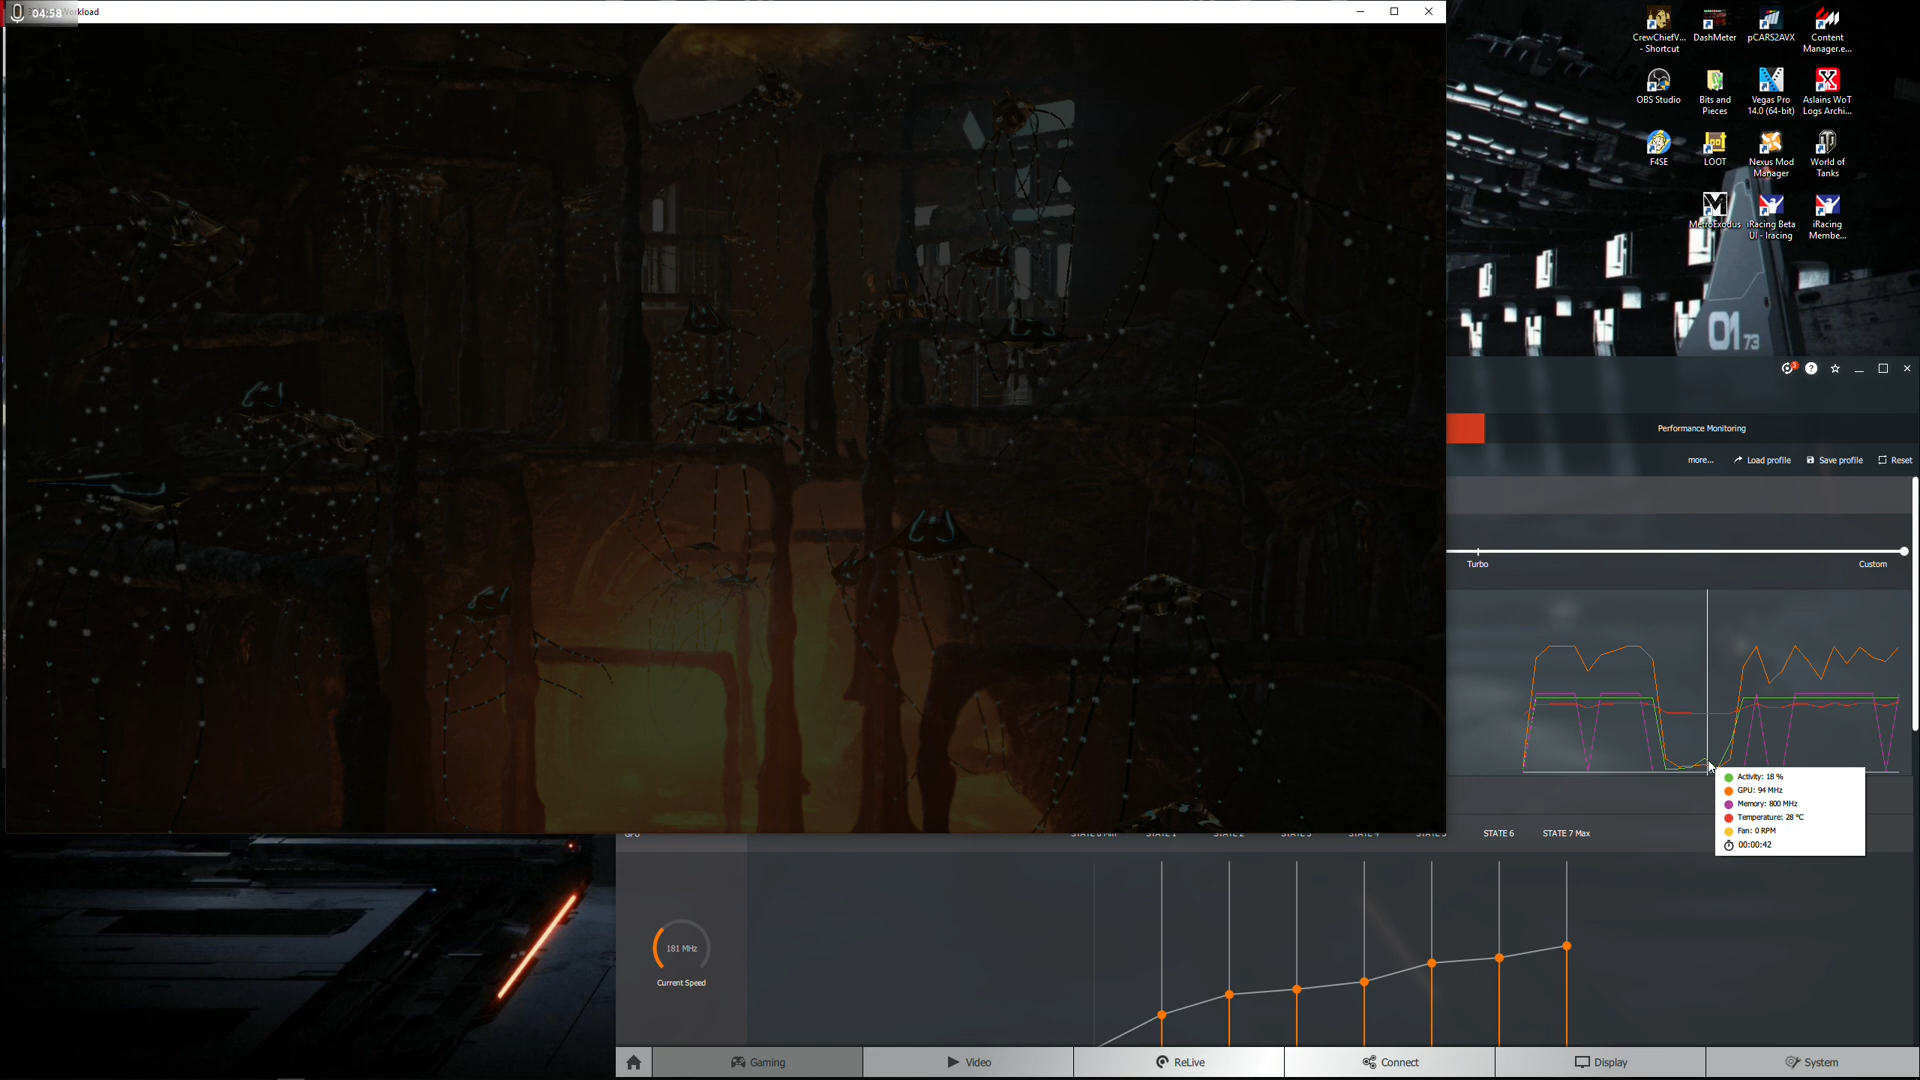 04:58
rkload
CrewChiefV...
- Shortcut
DashMeter
pCARS2AVX
Content
Manager.e...
OBS Studio
Bits and
Pieces
Vegas Pro
14.0 (64-bit)
Aslains WoT
Logs Archi...
F4SE
LOOT
Nexus Mod
Manager
World of
Tanks
MetroExodus
iRacing Beta
UI - Iracing
iRacing
Membe...
01 73
Performance Monitoring
more...
Load profile
Save profile
Reset
Turbo
Custom
Activity: 18 %
GPU: 94 MHz
Memory: 800 MHz
Temperature: 28 °C
Fan: 0 RPM
00:00:42
STATE 6
STATE 7 Max
181 MHz
Current Speed
Gaming
Video
ReLive
Connect
Display
System